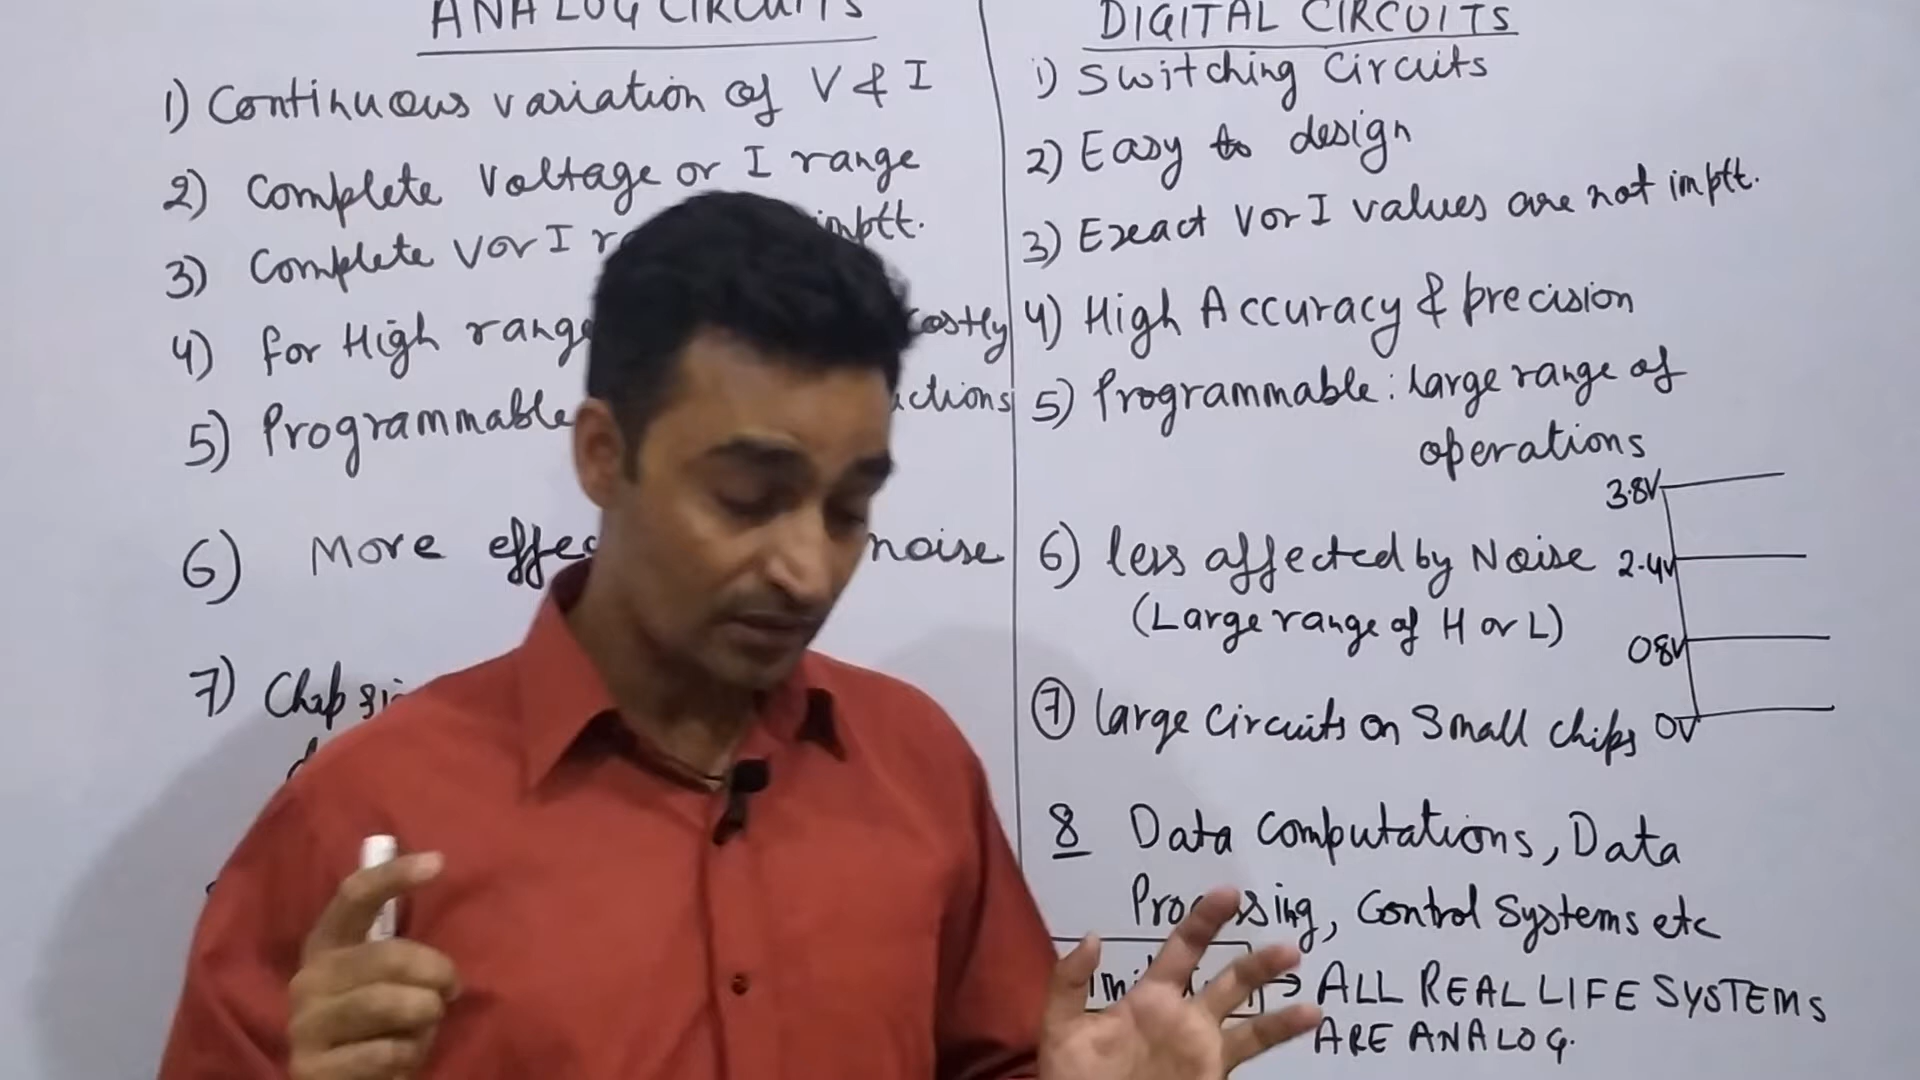 ANALOG CIRCUITS
1) Continuous variation of V & I
2) Complete Voltage or I range
3) Complete V or I imptt.
4) for High range costly
5) Programmable
6) More noise
7) Chip
DIGITAL CIRCUITS
1) Switching Circuits
2) Easy to design
3) Exact V or I values are not imptt.
4) High Accuracy & precision
5) Programmable: large range of
operations
3.8V
6) less affected by Noise 2.4V
(Large range of H or L)
0.8V
7 large circuits on small chips 0V
8 Data Computations, Data
Processing, Control Systems etc
→ ALL REAL LIFE SYSTEMS
ARE ANALOG.